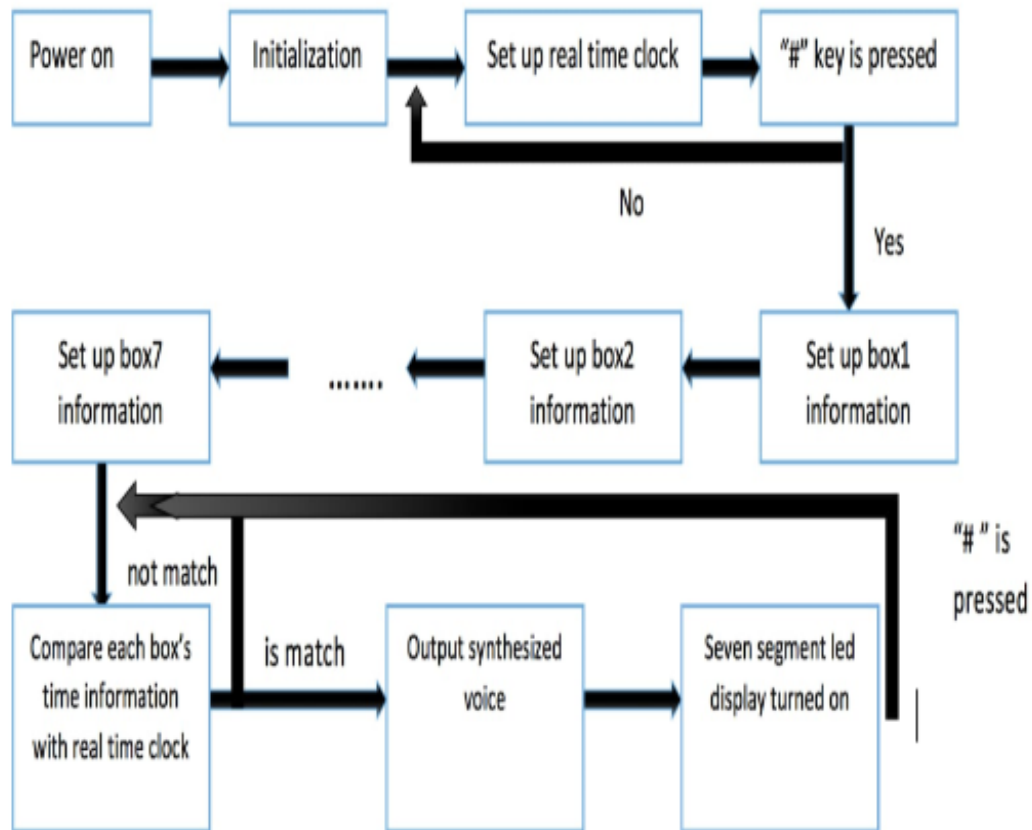 Power on
Initialization
Set up real time clock
“#” key is pressed
No
Yes
Set up box1
information
Set up box2
information
.......
Set up box7
information
“# ” is
pressed
not match
Compare each box’s
time information
with real time clock
is match
Output synthesized
voice
Seven segment led
display turned on